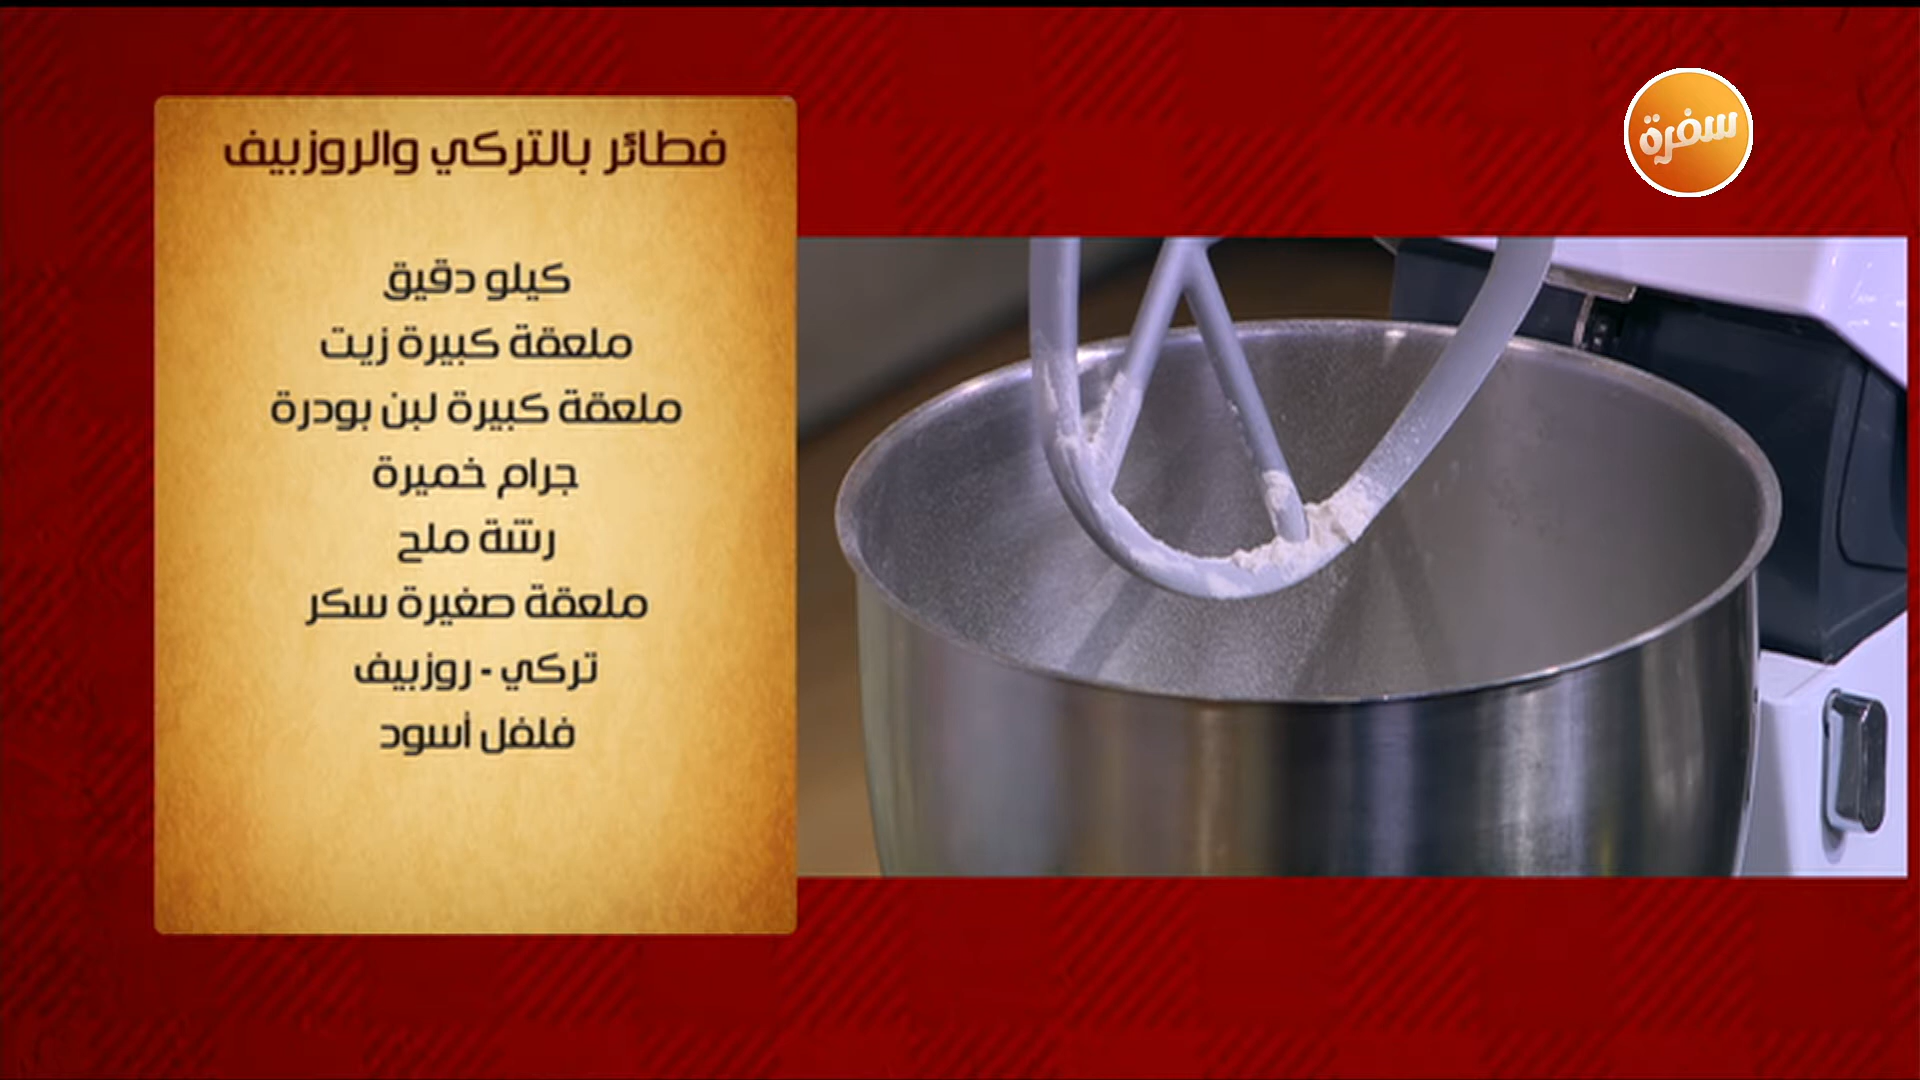 فطائر بالتركي والروزبيف
كيلو دقيق
ملعقة كبيرة زيت
ملعقة كبيرة لبن بودرة
جرام خميرة
رشة ملح
ملعقة صغيرة سكر
تركي - روزبيف
فلفل أسود
سفرة